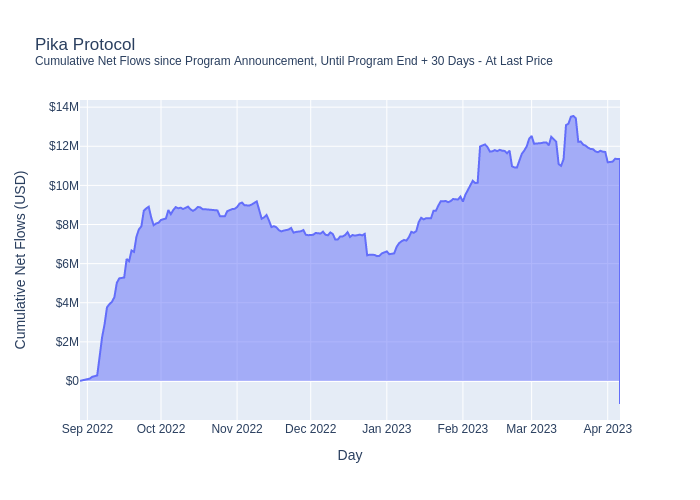 Pika Protocol
Cumulative Net Flows since Program Announcement, Until Program End + 30 Days - At Last Price
$14M
$12M
$10M
$8M
$6M
$4M
$2M
$0
Cumulative Net Flows (USD)
Sep 2022 Oct 2022 Nov 2022 Dec 2022 Jan 2023 Feb 2023 Mar 2023 Apr 2023
Day